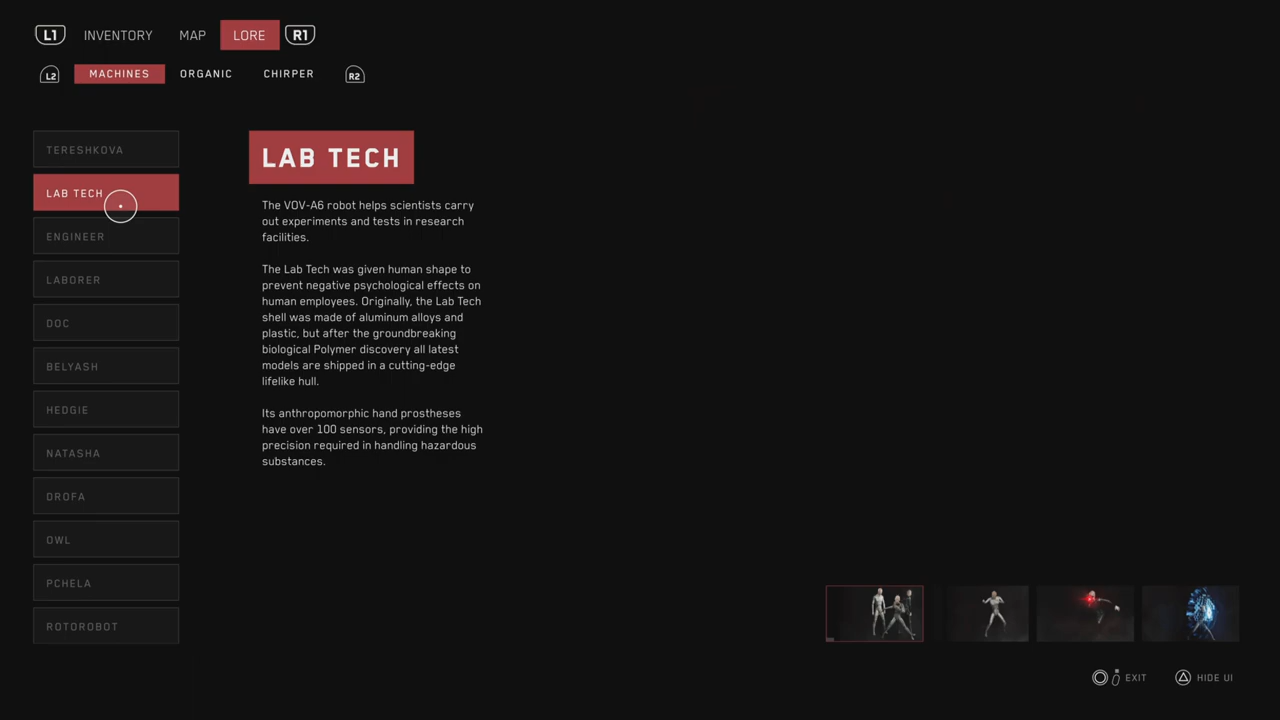 L1 INVENTORY MAP LORE R1
L2 MACHINES ORGANIC CHIRPER R2
TERESHKOVA
LAB TECH
ENGINEER
LABORER
DOC
BELYASH
HEDGIE
NATASHA
DROFA
OWL
PCHELA
ROTOROBOT
LAB TECH
The VOV-A6 robot helps scientists carry
out experiments and tests in research
facilities.
The Lab Tech was given human shape to
prevent negative psychological effects on
human employees. Originally, the Lab Tech
shell was made of aluminum alloys and
plastic, but after the groundbreaking
biological Polymer discovery all latest
models are shipped in a cutting-edge
lifelike hull.
Its anthropomorphic hand prostheses
have over 100 sensors, providing the high
precision required in handling hazardous
substances.
EXIT HIDE UI